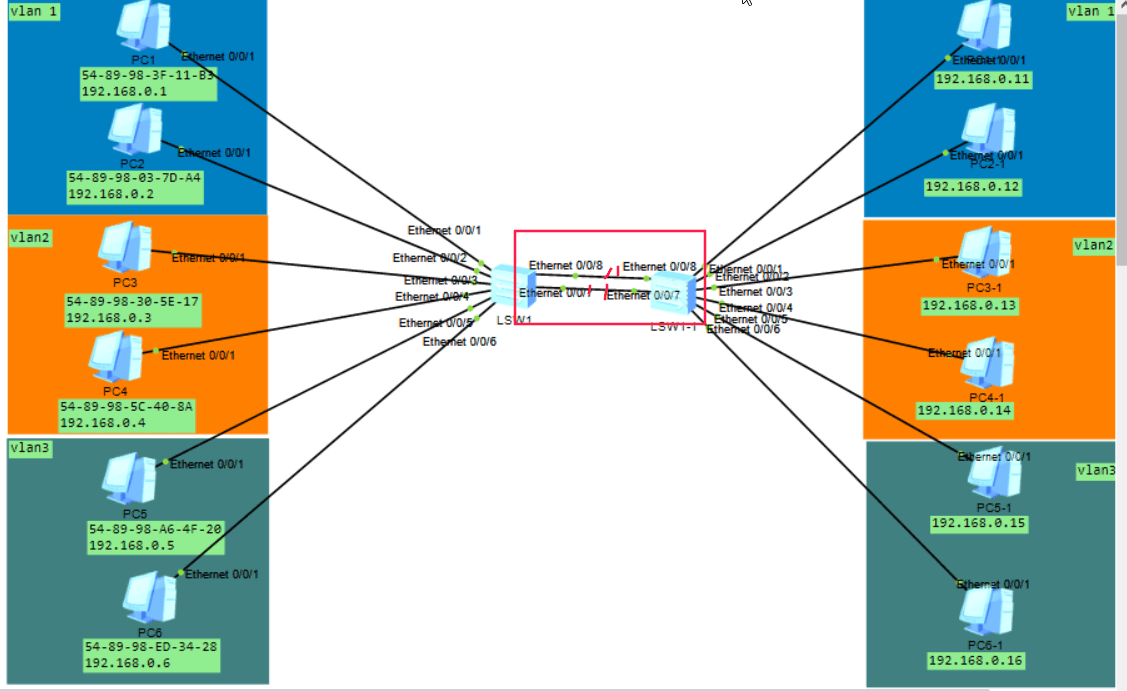 vlan 1
PC1
Ethernet 0/0/1
54-89-98-3F-11-B3
192.168.0.1
PC2
Ethernet 0/0/1
54-89-98-03-7D-A4
192.168.0.2
vlan2
PC3
Ethernet 0/0/1
54-89-98-30-5E-17
192.168.0.3
PC4
Ethernet 0/0/1
54-89-98-5C-40-8A
192.168.0.4
vlan3
PC5
Ethernet 0/0/1
54-89-98-A6-4F-20
192.168.0.5
PC6
Ethernet 0/0/1
54-89-98-ED-34-28
192.168.0.6
Ethernet 0/0/1
Ethernet 0/0/2
Ethernet 0/0/3
Ethernet 0/0/4
Ethernet 0/0/5
Ethernet 0/0/6
LSW1
Ethernet 0/0/8
Ethernet 0/0/8
Ethernet 0/0/7
Ethernet 0/0/7
LSW1-1
Ethernet 0/0/1
Ethernet 0/0/2
Ethernet 0/0/3
Ethernet 0/0/4
Ethernet 0/0/5
Ethernet 0/0/6
vlan 1
Ethernet 0/0/1
192.168.0.11
Ethernet 0/0/1
PC2-1
192.168.0.12
vlan2
Ethernet 0/0/1
PC3-1
192.168.0.13
Ethernet 0/0/1
PC4-1
192.168.0.14
vlan3
Ethernet 0/0/1
PC5-1
192.168.0.15
Ethernet 0/0/1
PC6-1
192.168.0.16